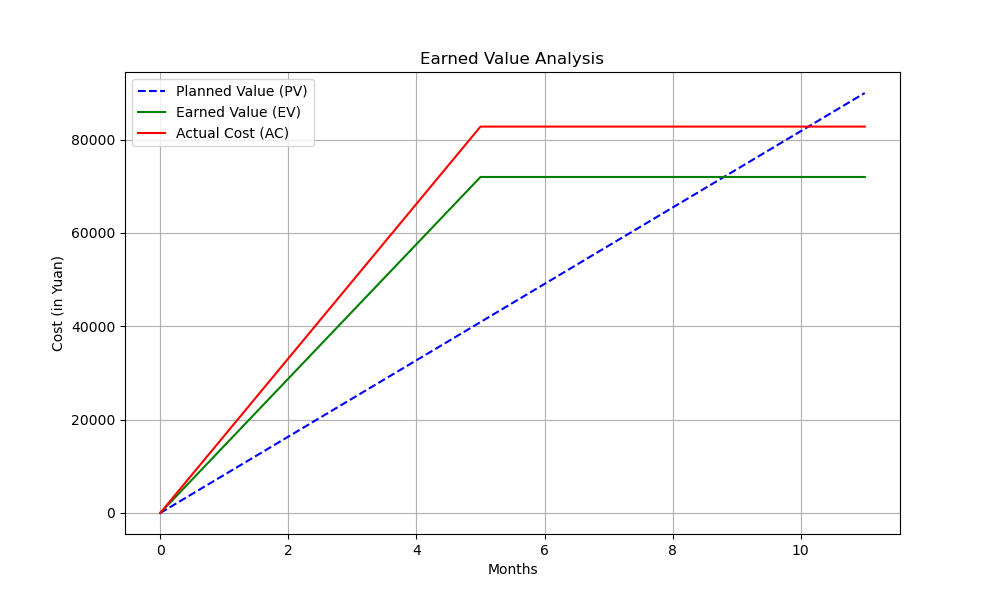 Earned Value Analysis
Planned Value (PV)
Earned Value (EV)
Actual Cost (AC)
80000
60000
40000
20000
0
Cost (in Yuan)
0 2 4 6 8 10
Months